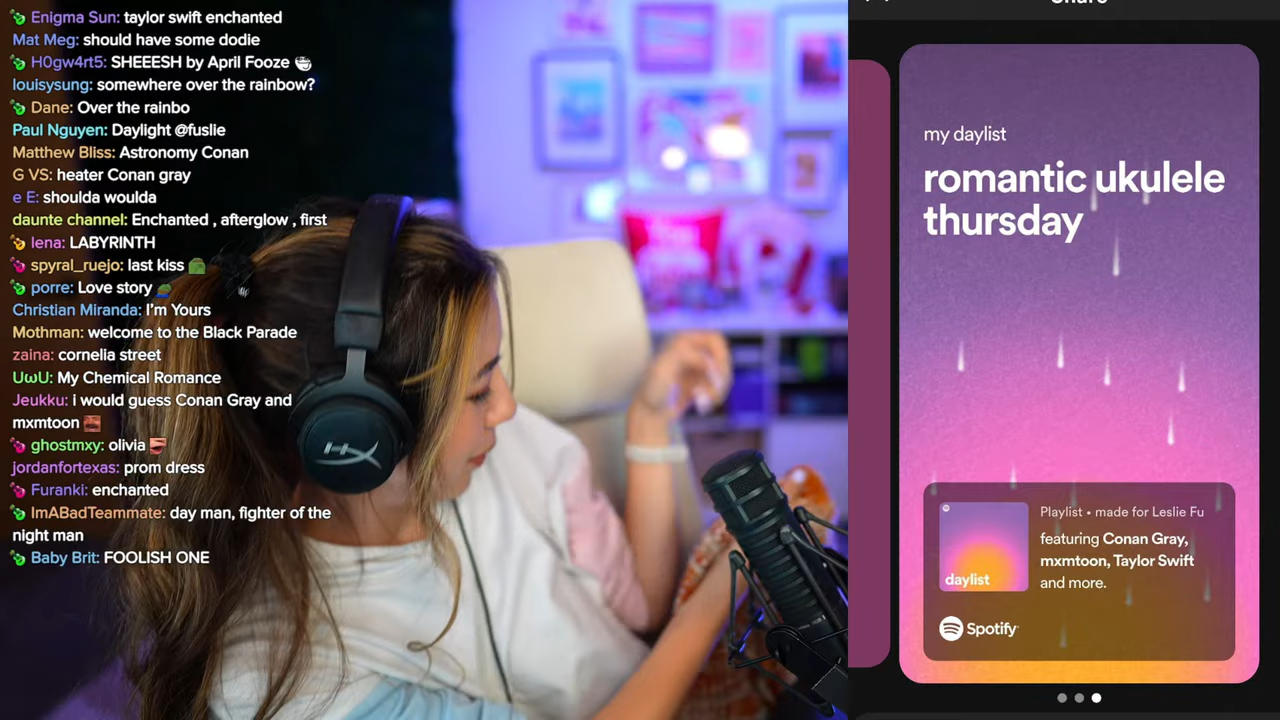 Enigma Sun: taylor swift enchanted
Mat Meg: should have some dodie
H0gw4rt5: SHEEESH by April Fooze
louisysung: somewhere over the rainbow?
Dane: Over the rainbo
Paul Nguyen: Daylight @fuslie
Matthew Bliss: Astronomy Conan
G VS: heater Conan gray
e E: shoulda woulda
daunte channel: Enchanted , afterglow , first
lena: LABYRINTH
spyral_ruejo: last kiss
porre: Love story
Christian Miranda: I'm Yours
Mothman: welcome to the Black Parade
zaina: cornelia street
UωU: My Chemical Romance
Jeukku: i would guess Conan Gray and
mxmtoon
ghostmxy: olivia
jordanfortexas: prom dress
Furanki: enchanted
ImABadTeammate: day man, fighter of the
night man
Baby Brit: FOOLISH ONE
HX
Share
my daylist
romantic ukulele
thursday
Playlist • made for Leslie Fu
featuring Conan Gray,
mxmtoon, Taylor Swift
and more.
daylist
Spotify